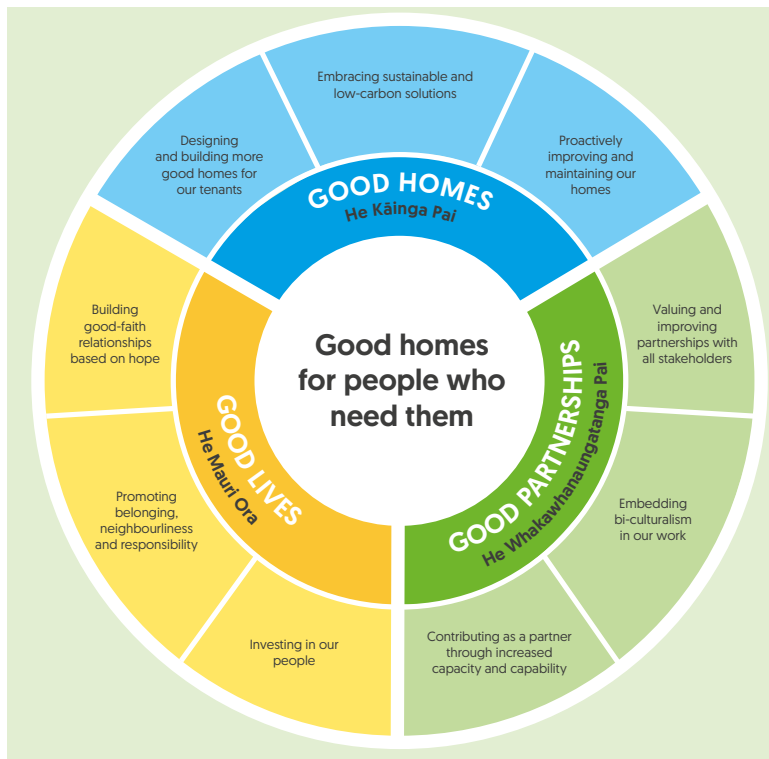 Embracing sustainable and
low-carbon solutions
Designing
and building more
good homes for
our tenants
Proactively
improving and
maintaining our
homes
GOOD HOMES
He Kāinga Pai
Building
good-faith
relationships
based on hope
Valuing and
improving
partnerships with
all stakeholders
Good homes
for people who
need them
GOOD LIVES
He Mauri Ora
GOOD PARTNERSHIPS
He Whakawhanaungatanga Pai
Promoting
belonging,
neighbourliness
and responsibility
Embedding
bi-culturalism
in our work
Investing in our
people
Contributing as a partner
through increased
capacity and capability